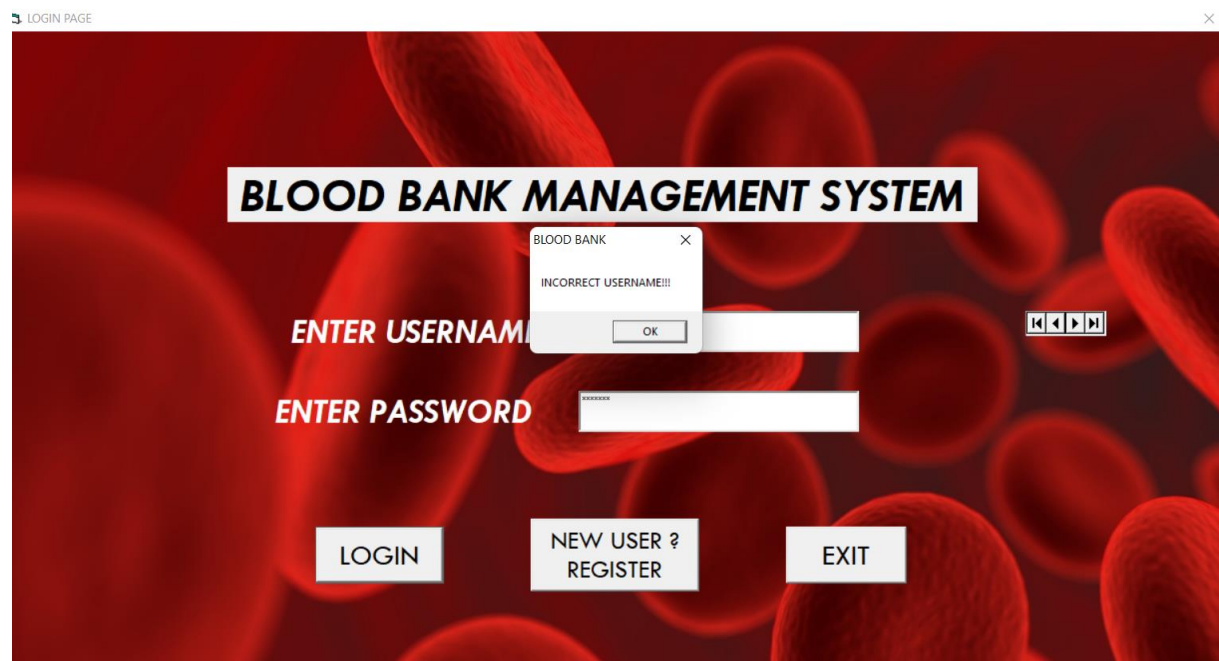 LOGIN PAGE
BLOOD BANK MANAGEMENT SYSTEM
BLOOD BANK
INCORRECT USERNAME!!!
OK
ENTER
ENTER PASSWORD
xxxxxxx
LOGIN
NEW USER ?
REGISTER
EXIT